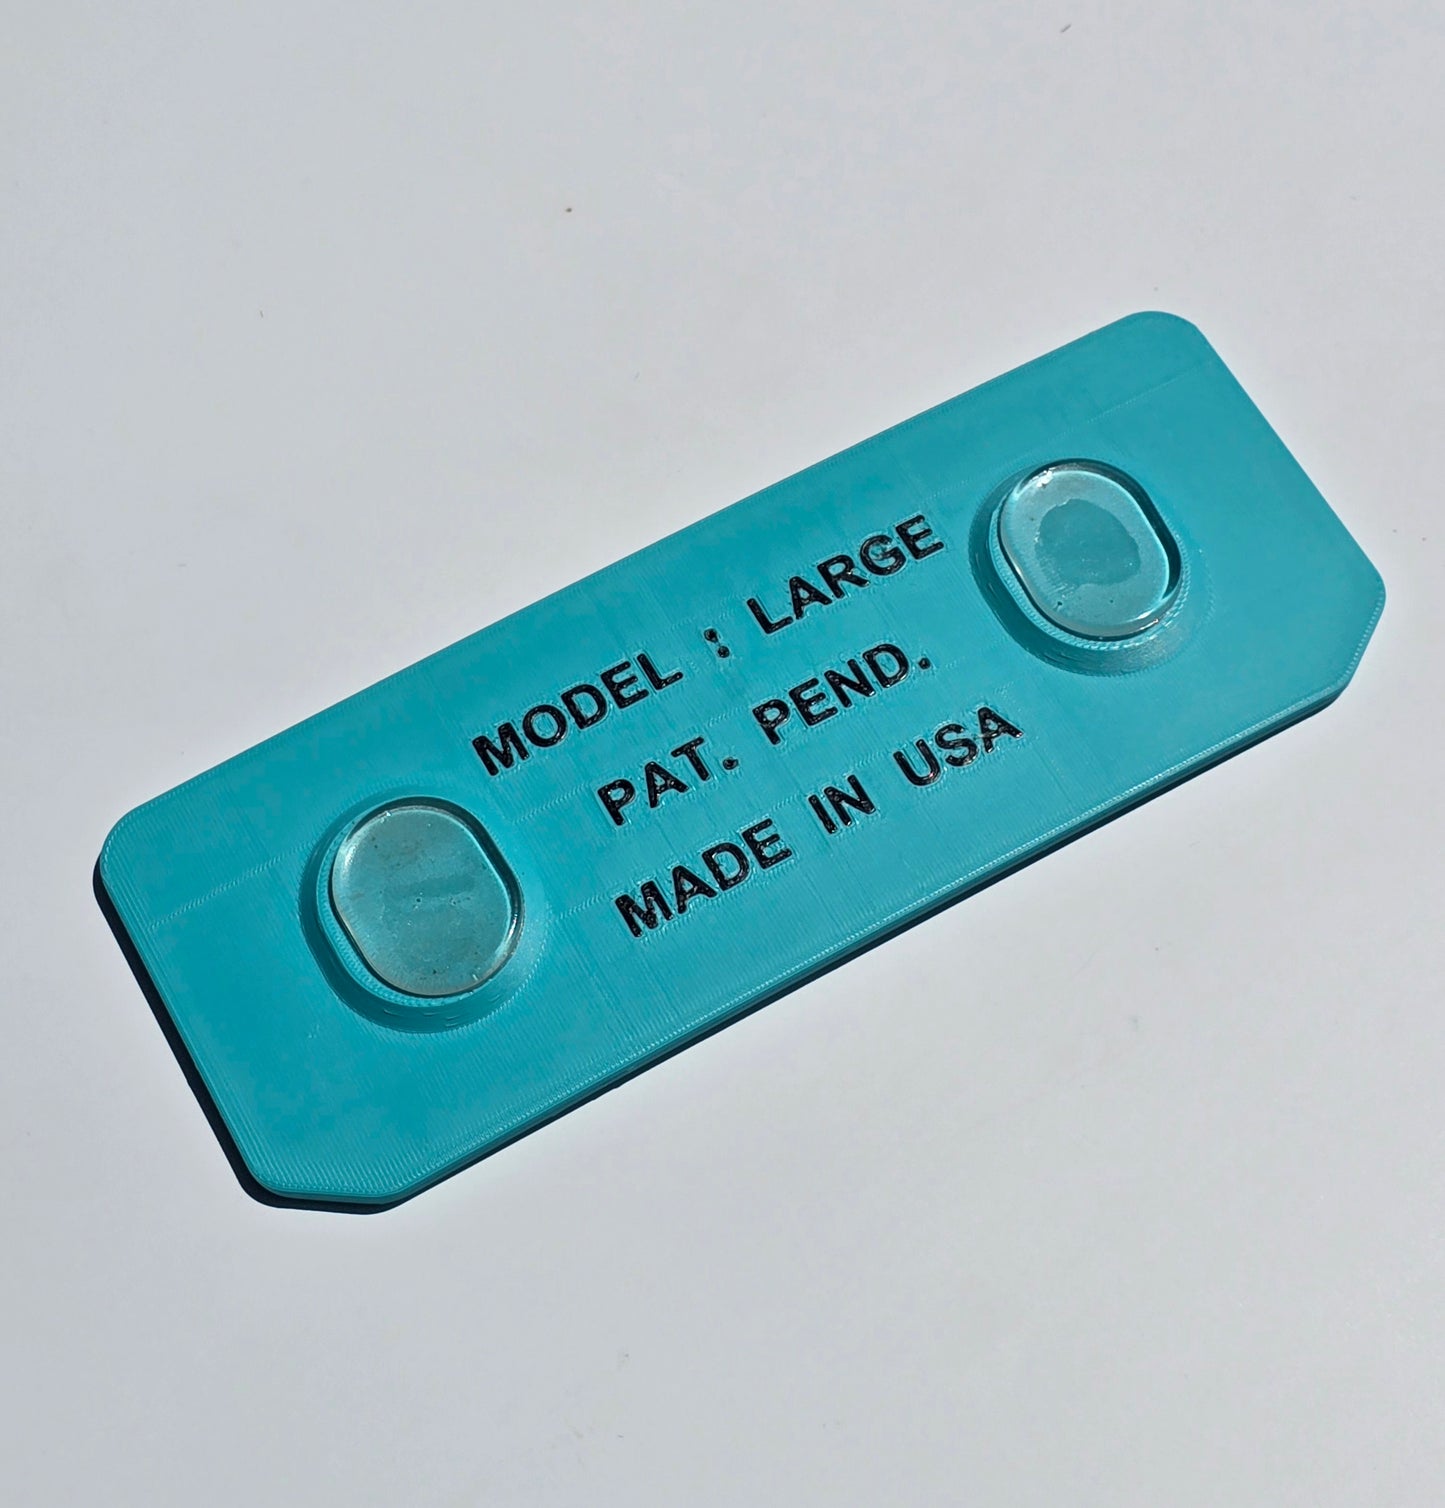 MODEL : LARGE
PAT. PEND.
MADE IN USA